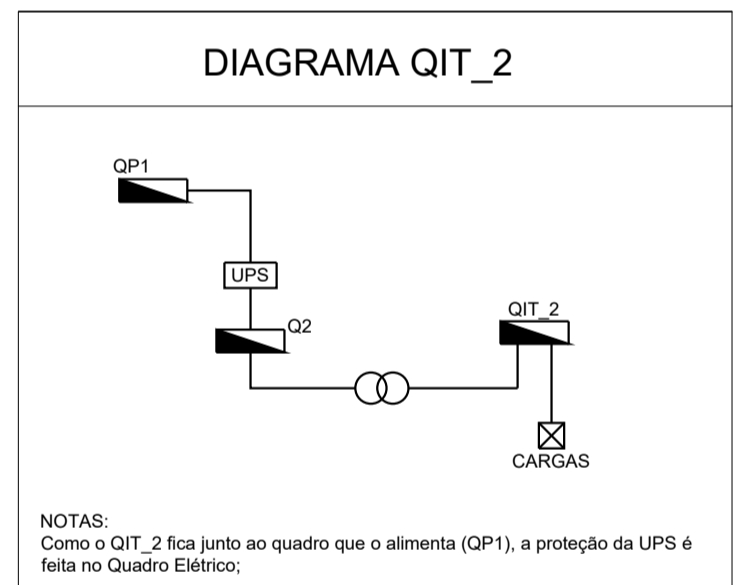 DIAGRAMA QIT_2
QP1
UPS
Q2
QIT_2
CARGAS
NOTAS:
Como o QIT_2 fica junto ao quadro que o alimenta (QP1), a proteção da UPS é
feita no Quadro Elétrico;